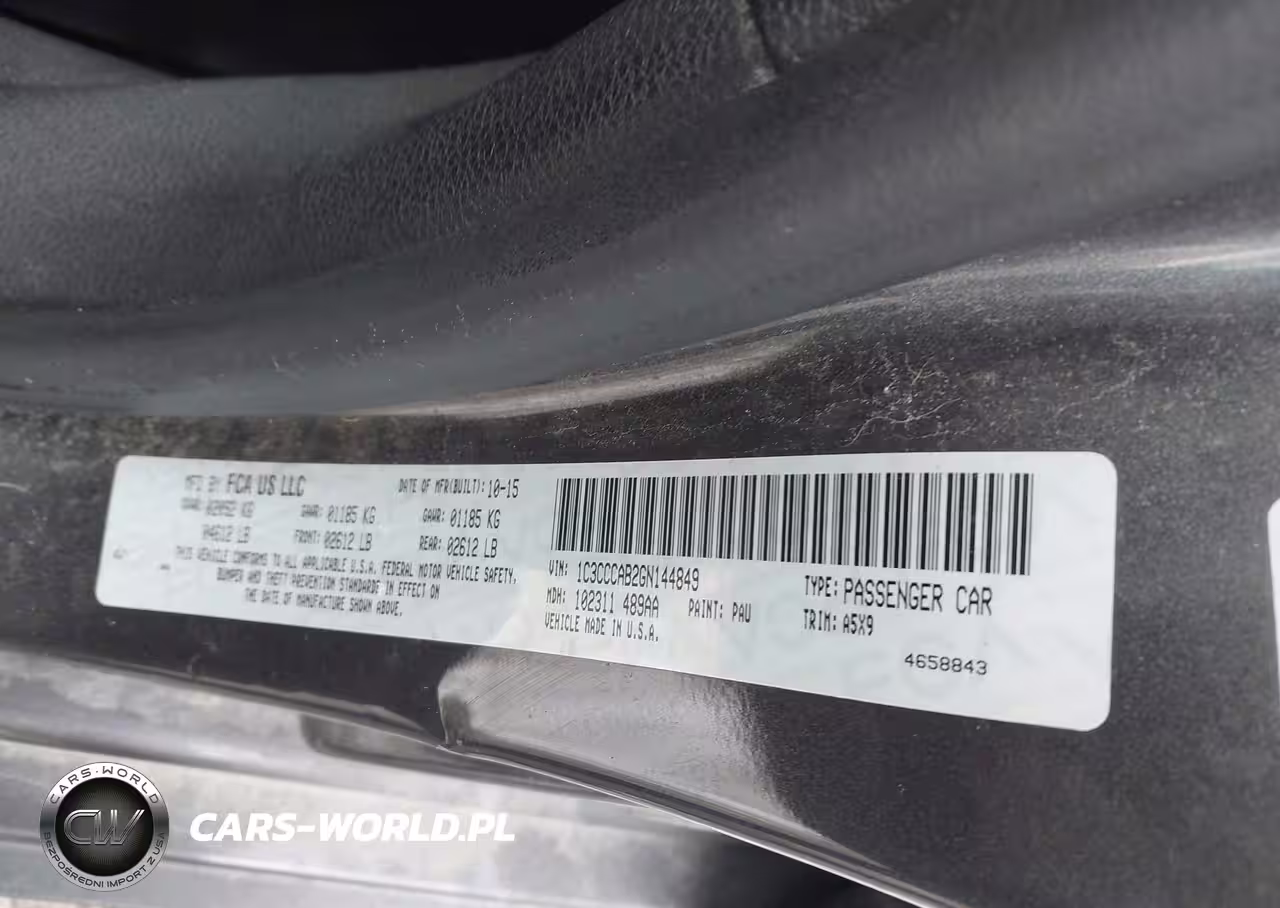 MFD BY FCA US LLC
DATE OF MFR(BUILT): 10-15
GAWR: 01185 KG
GAWR: 01185 KG
FRONT: 02612 LB
REAR: 02612 LB
THIS VEHICLE CONFORMS TO ALL APPLICABLE U.S.A. FEDERAL MOTOR VEHICLE SAFETY,
BUMPER AND THEFT PREVENTION STANDARDS IN EFFECT ON
THE DATE OF MANUFACTURE SHOWN ABOVE.
VIN: 1C3CCCAB2GN144849
TYPE: PASSENGER CAR
MDH: 102311 489AA
PAINT: PAU
TRIM: A5X9
VEHICLE MADE IN U.S.A.
4658843
CARS-WORLD
CW
BEZPOŚREDNI IMPORT Z USA
CARS-WORLD.PL